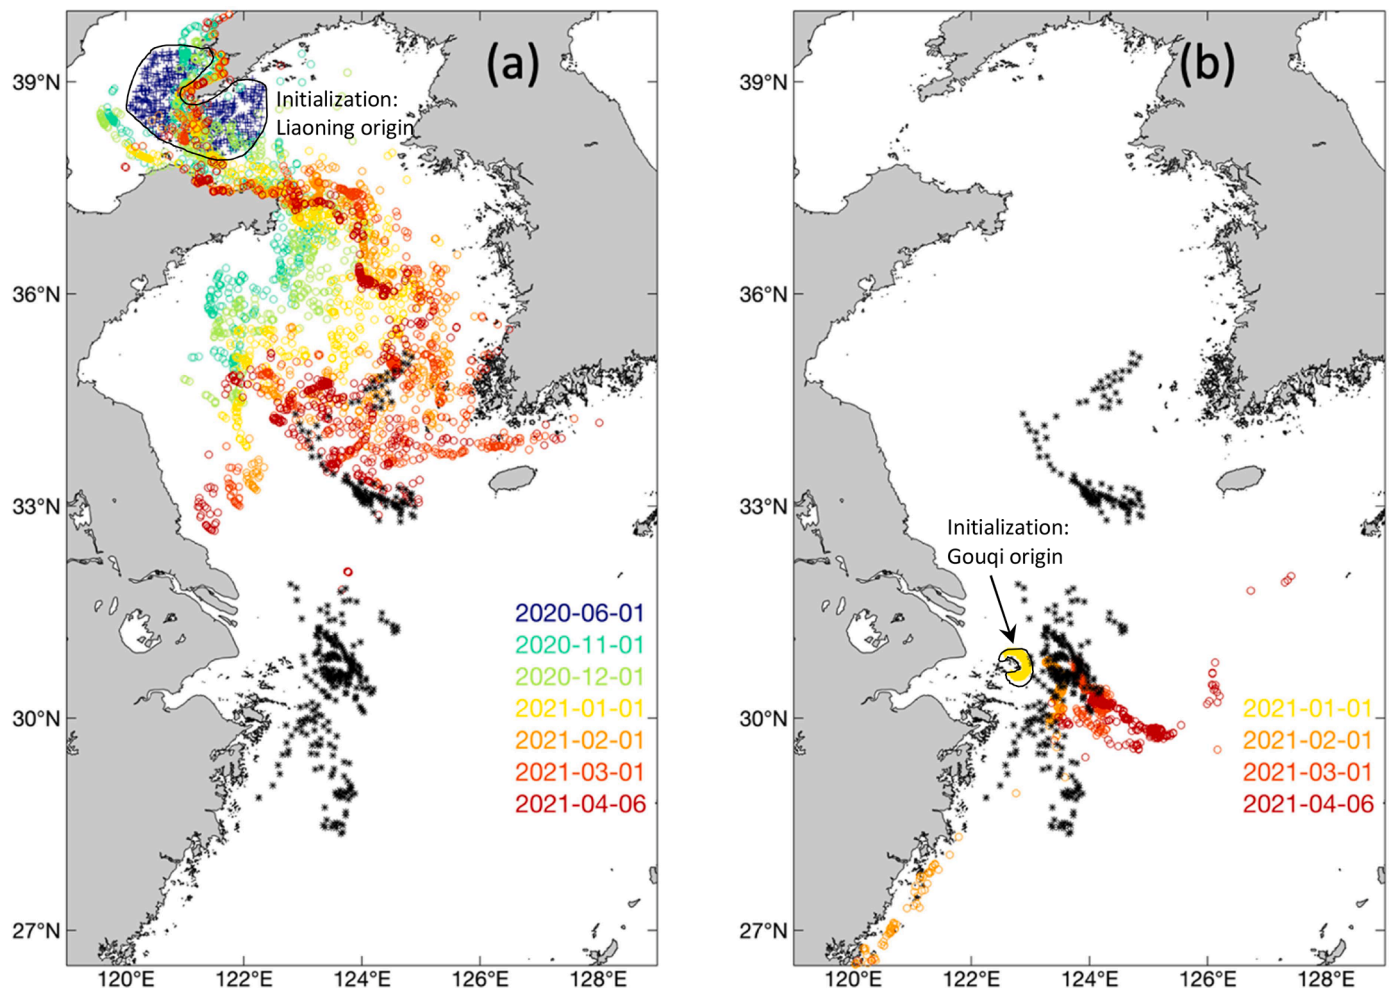 (a)
(b)
39°N
Initialization:
Liaoning origin
36°N
33°N
30°N
27°N
2020-06-01
2020-11-01
2020-12-01
2021-01-01
2021-02-01
2021-03-01
2021-04-06
120°E
122°E
124°E
126°E
128°E
39°N
36°N
33°N
30°N
27°N
Initialization:
Gouqi origin
2021-01-01
2021-02-01
2021-03-01
2021-04-06
120°E
122°E
124°E
126°E
128°E